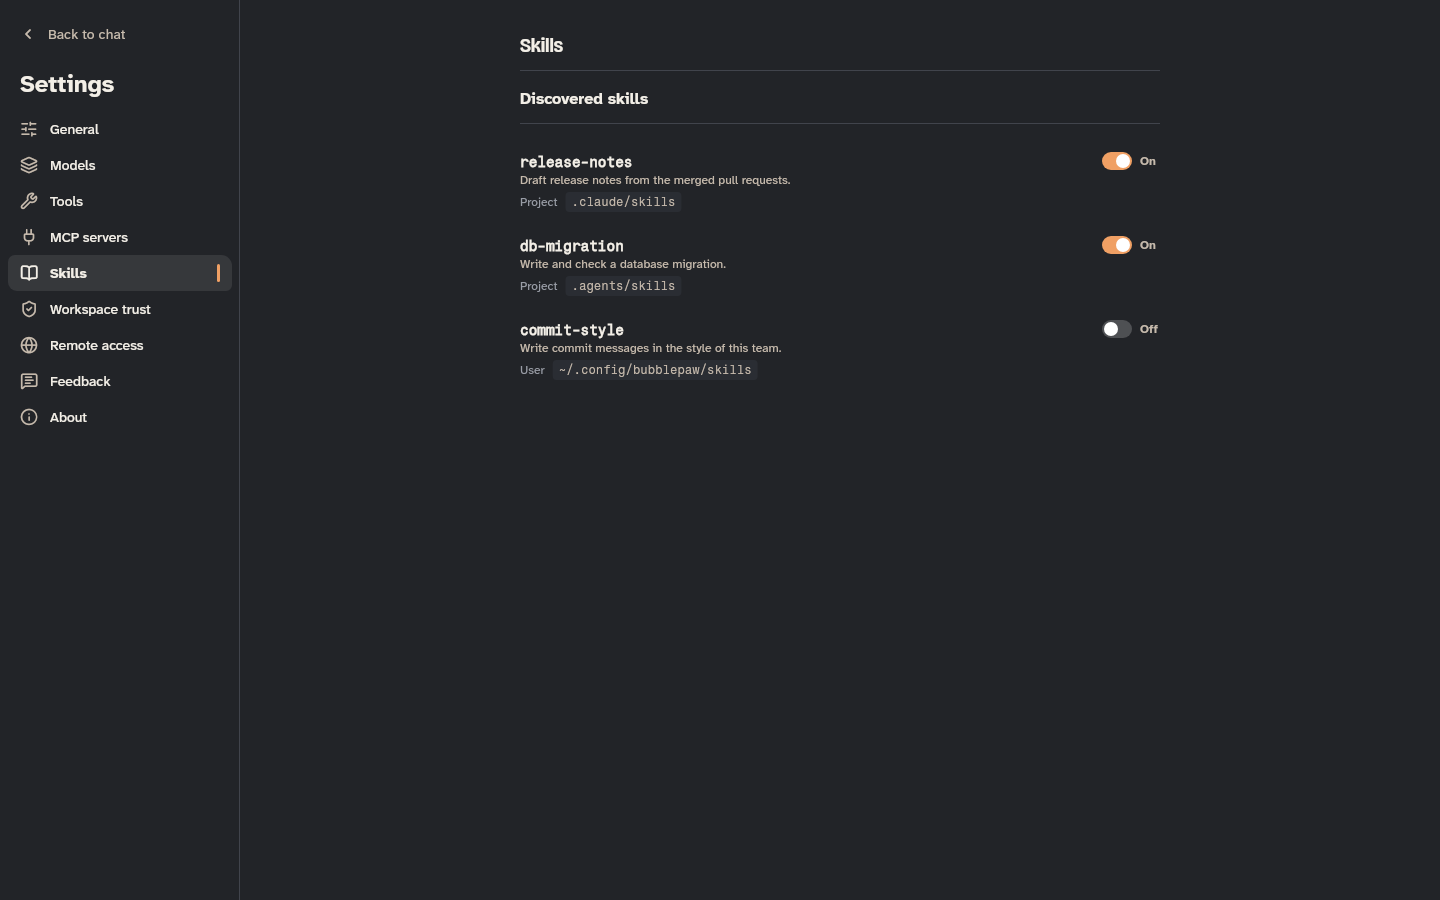 Back to chat
Settings
General
Models
Tools
MCP servers
Skills
Workspace trust
Remote access
Feedback
About
Skills
Discovered skills
release-notes
On
Draft release notes from the merged pull requests.
Project .claude/skills
db-migration
On
Write and check a database migration.
Project .agents/skills
commit-style
Off
Write commit messages in the style of this team.
User ~/.config/bubblepaw/skills